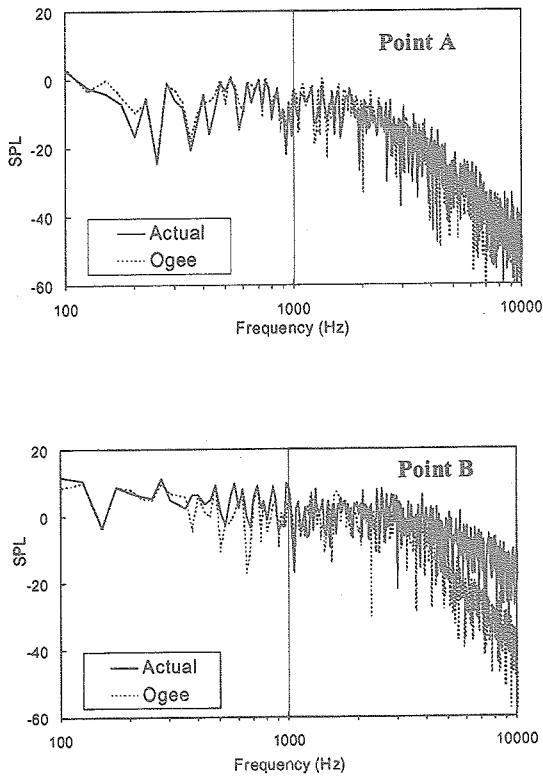 Point A
20
0
-20
-40
-60
SPL
Actual
Ogee
100
1000
10000
Frequency (Hz)
Point B
20
0
-20
-40
-60
SPL
Actual
Ogee
100
1000
10000
Frequency (Hz)